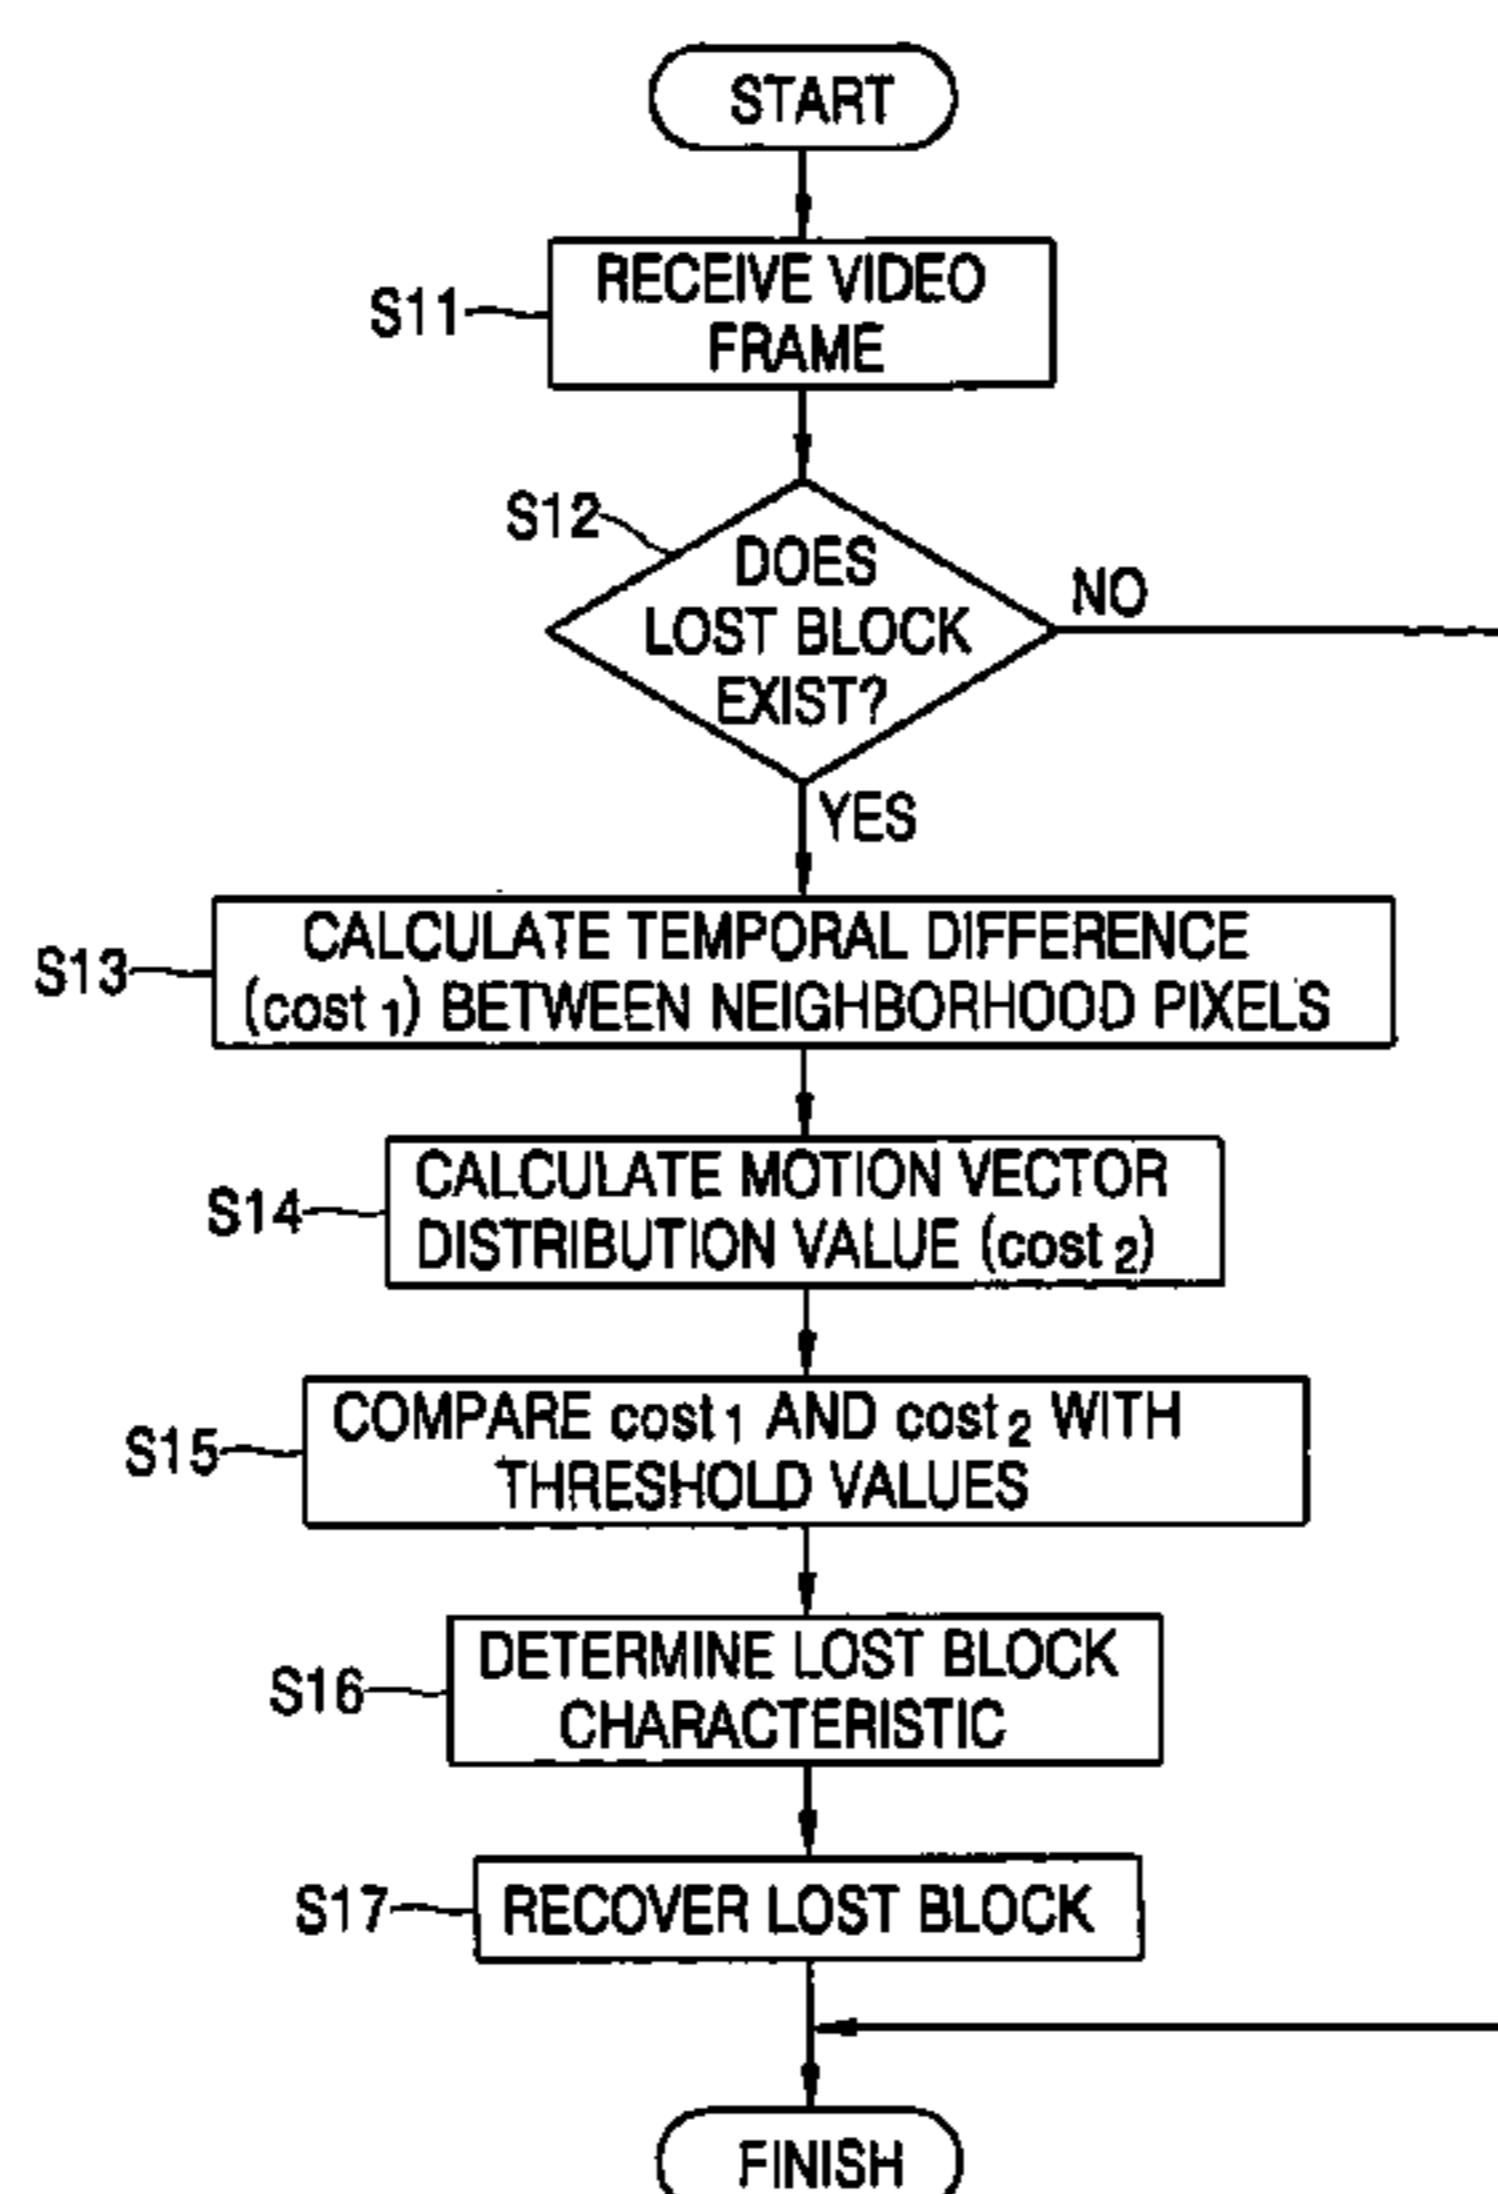 START
S11
RECEIVE VIDEO
FRAME
S12
DOES
LOST BLOCK
EXIST?
NO
YES
S13
CALCULATE TEMPORAL DIFFERENCE
(cost 1) BETWEEN NEIGHBORHOOD PIXELS
S14
CALCULATE MOTION VECTOR
DISTRIBUTION VALUE (cost 2)
S15
COMPARE cost 1 AND cost 2 WITH
THRESHOLD VALUES
S16
DETERMINE LOST BLOCK
CHARACTERISTIC
S17
RECOVER LOST BLOCK
FINISH